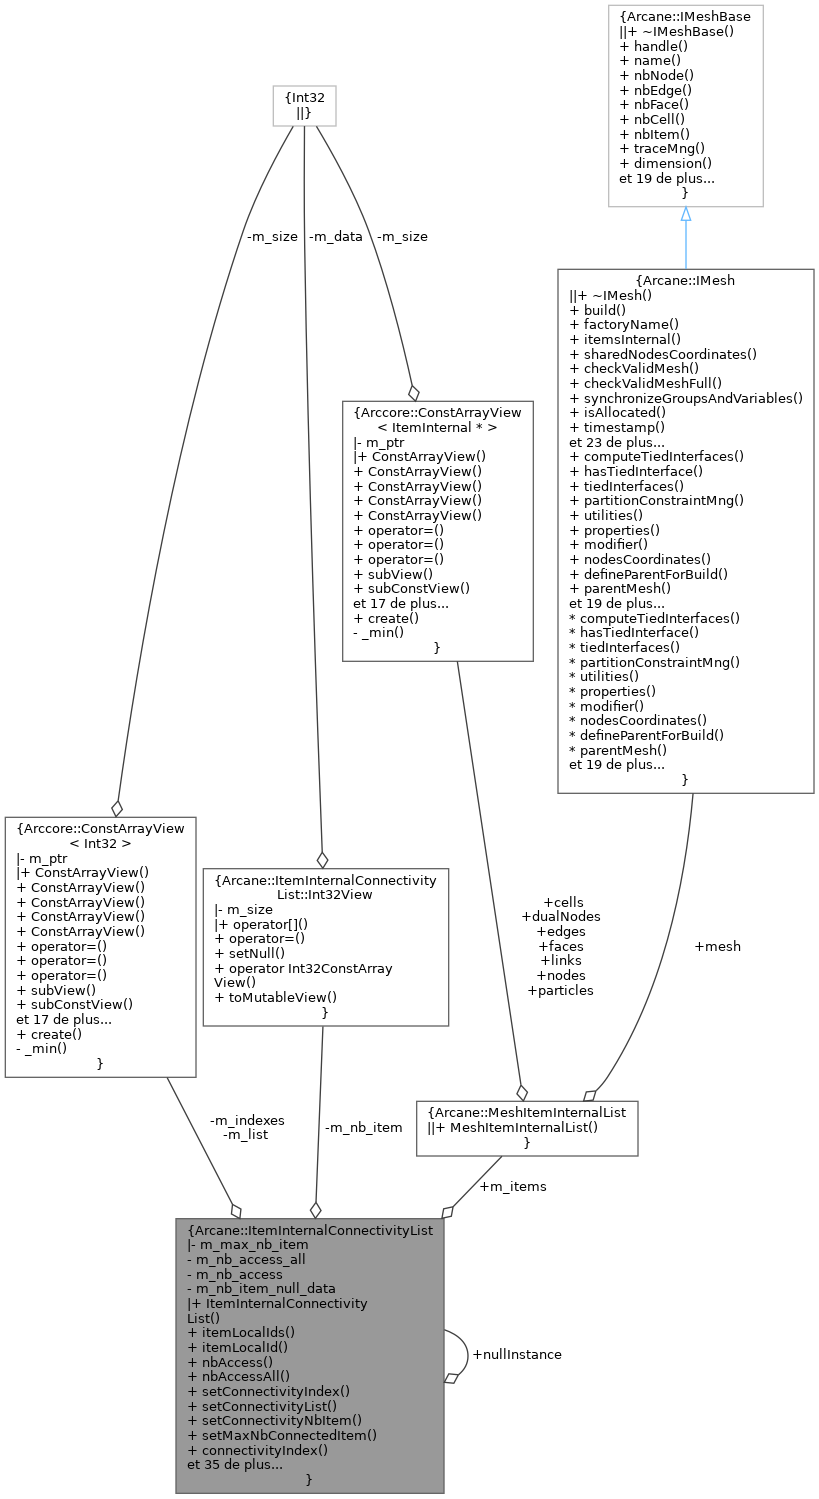 {Arcane::IMeshBase
||+ ~IMeshBase()
+ handle()
+ name()
+ nbNode()
+ nbEdge()
+ nbFace()
+ nbCell()
+ nbItem()
+ traceMng()
+ dimension()
et 19 de plus...
}
{Int32
||}
-m_size
-m_data
-m_size
{Arcane::IMesh
||+ ~IMesh()
+ build()
+ factoryName()
+ itemsInternal()
+ sharedNodesCoordinates()
+ checkValidMesh()
+ checkValidMeshFull()
+ synchronizeGroupsAndVariables()
+ isAllocated()
+ timestamp()
et 23 de plus...
+ computeTiedInterfaces()
+ hasTiedInterface()
+ tiedInterfaces()
+ partitionConstraintMng()
+ utilities()
+ properties()
+ modifier()
+ nodesCoordinates()
+ defineParentForBuild()
+ parentMesh()
et 19 de plus...
* computeTiedInterfaces()
* hasTiedInterface()
* tiedInterfaces()
* partitionConstraintMng()
* utilities()
* properties()
* modifier()
* nodesCoordinates()
* defineParentForBuild()
* parentMesh()
et 19 de plus...
}
{Arccore::ConstArrayView
< ItemInternal * >
|- m_ptr
|+ ConstArrayView()
+ ConstArrayView()
+ ConstArrayView()
+ ConstArrayView()
+ ConstArrayView()
+ operator=()
+ operator=()
+ operator=()
+ subView()
+ subConstView()
et 17 de plus...
+ create()
- _min()
}
{Arccore::ConstArrayView
< Int32 >
|- m_ptr
|+ ConstArrayView()
+ ConstArrayView()
+ ConstArrayView()
+ ConstArrayView()
+ ConstArrayView()
+ operator=()
+ operator=()
+ operator=()
+ subView()
+ subConstView()
et 17 de plus...
+ create()
- _min()
}
{Arcane::ItemInternalConnectivity
List::Int32View
|- m_size
|+ operator[]()
+ operator=()
+ setNull()
+ operator Int32ConstArray
View()
+ toMutableView()
}
+cells
+dualNodes
+edges
+faces
+links
+nodes
+particles
+mesh
-m_indexes
-m_list
-m_nb_item
{Arcane::MeshItemInternalList
||+ MeshItemInternalList()
}
+m_items
{Arcane::ItemInternalConnectivityList
|- m_max_nb_item
- m_nb_access_all
- m_nb_access
- m_nb_item_null_data
|+ ItemInternalConnectivity
List()
+ itemLocalIds()
+ itemLocalId()
+ nbAccess()
+ nbAccessAll()
+ setConnectivityIndex()
+ setConnectivityList()
+ setConnectivityNbItem()
+ setMaxNbConnectedItem()
+ connectivityIndex()
et 35 de plus...
}
+nullInstance